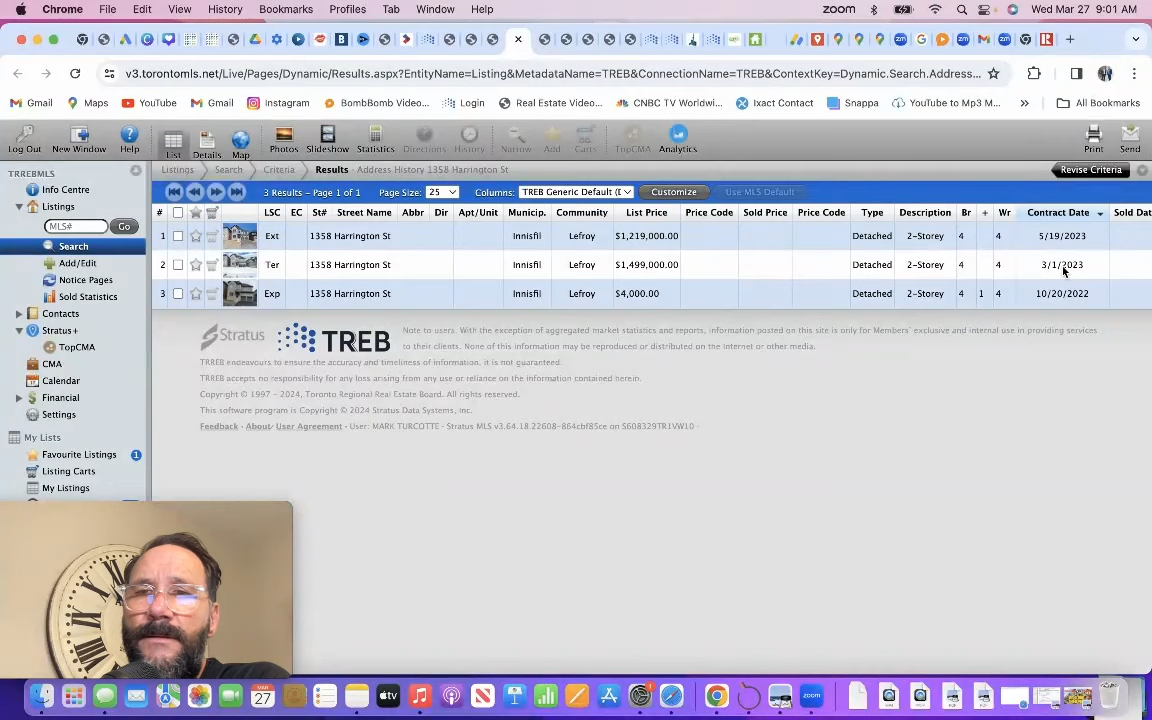 Chrome File Edit View History Bookmarks Profiles Tab Window Help zoom Wed Mar 27 9:01 AM
v3.torontomls.net/Live/Pages/Dynamic/Results.aspx?EntityName=Listing&MetadataName=TREB&ConnectionName=TREB&ContextKey=Dynamic.Search.Address...
Gmail Maps YouTube Gmail Instagram BombBomb Video... Login Real Estate Video... CNBC TV Worldwi... Ixact Contact Snappa YouTube to Mp3 M... » All Bookmarks
Log Out New Window Help List Details Map Photos Slideshow Statistics Directions History Narrow Add Carts TopCMA Analytics Print Send
TRREBMLS Listings Search Criteria Results - Address History 1358 Harrington St Revise Criteria
Info Centre
3 Results - Page 1 of 1 Page Size: 25 Columns: TREB Generic Default (D Customize Use MLS Default
Listings
# LSC EC St# Street Name Abbr Dir Apt/Unit Municip. Community List Price Price Code Sold Price Price Code Type Description Br + Wr Contract Date Sold Dat
MLS# Go
1 Ext 1358 Harrington St Innisfil Lefroy $1,219,000.00 Detached 2-Storey 4 4 5/19/2023
Search
Add/Edit
2 Ter 1358 Harrington St Innisfil Lefroy $1,499,000.00 Detached 2-Storey 4 4 3/1/2023
Notice Pages
3 Exp 1358 Harrington St Innisfil Lefroy $4,000.00 Detached 2-Storey 4 1 4 10/20/2022
Sold Statistics
Contacts
Stratus+
TopCMA
CMA
Calendar
Financial
Settings
My Lists
Favourite Listings 1
Listing Carts
My Listings
Stratus TREB
Note to users. With the exception of aggregated market statistics and reports, information posted on this site is only for Members' exclusive and internal use in providing services
to their clients. None of this information may be reproduced or distributed on the Internet or other media.
TRREB endeavours to ensure the accuracy and timeliness of information, it is not guaranteed.
TRREB accepts no responsibility for any loss arising from any use or reliance on the information contained herein.
Copyright © 1997 - 2024, Toronto Regional Real Estate Board. All rights reserved.
This software program is Copyright © 2024 Stratus Data Systems, Inc.
Feedback - About User Agreement - User: MARK TURCOTTE - Stratus MLS v3.64.18.22608-864cbf85ce on S608329TR1VW10 -
MAR
27
tv
zoom